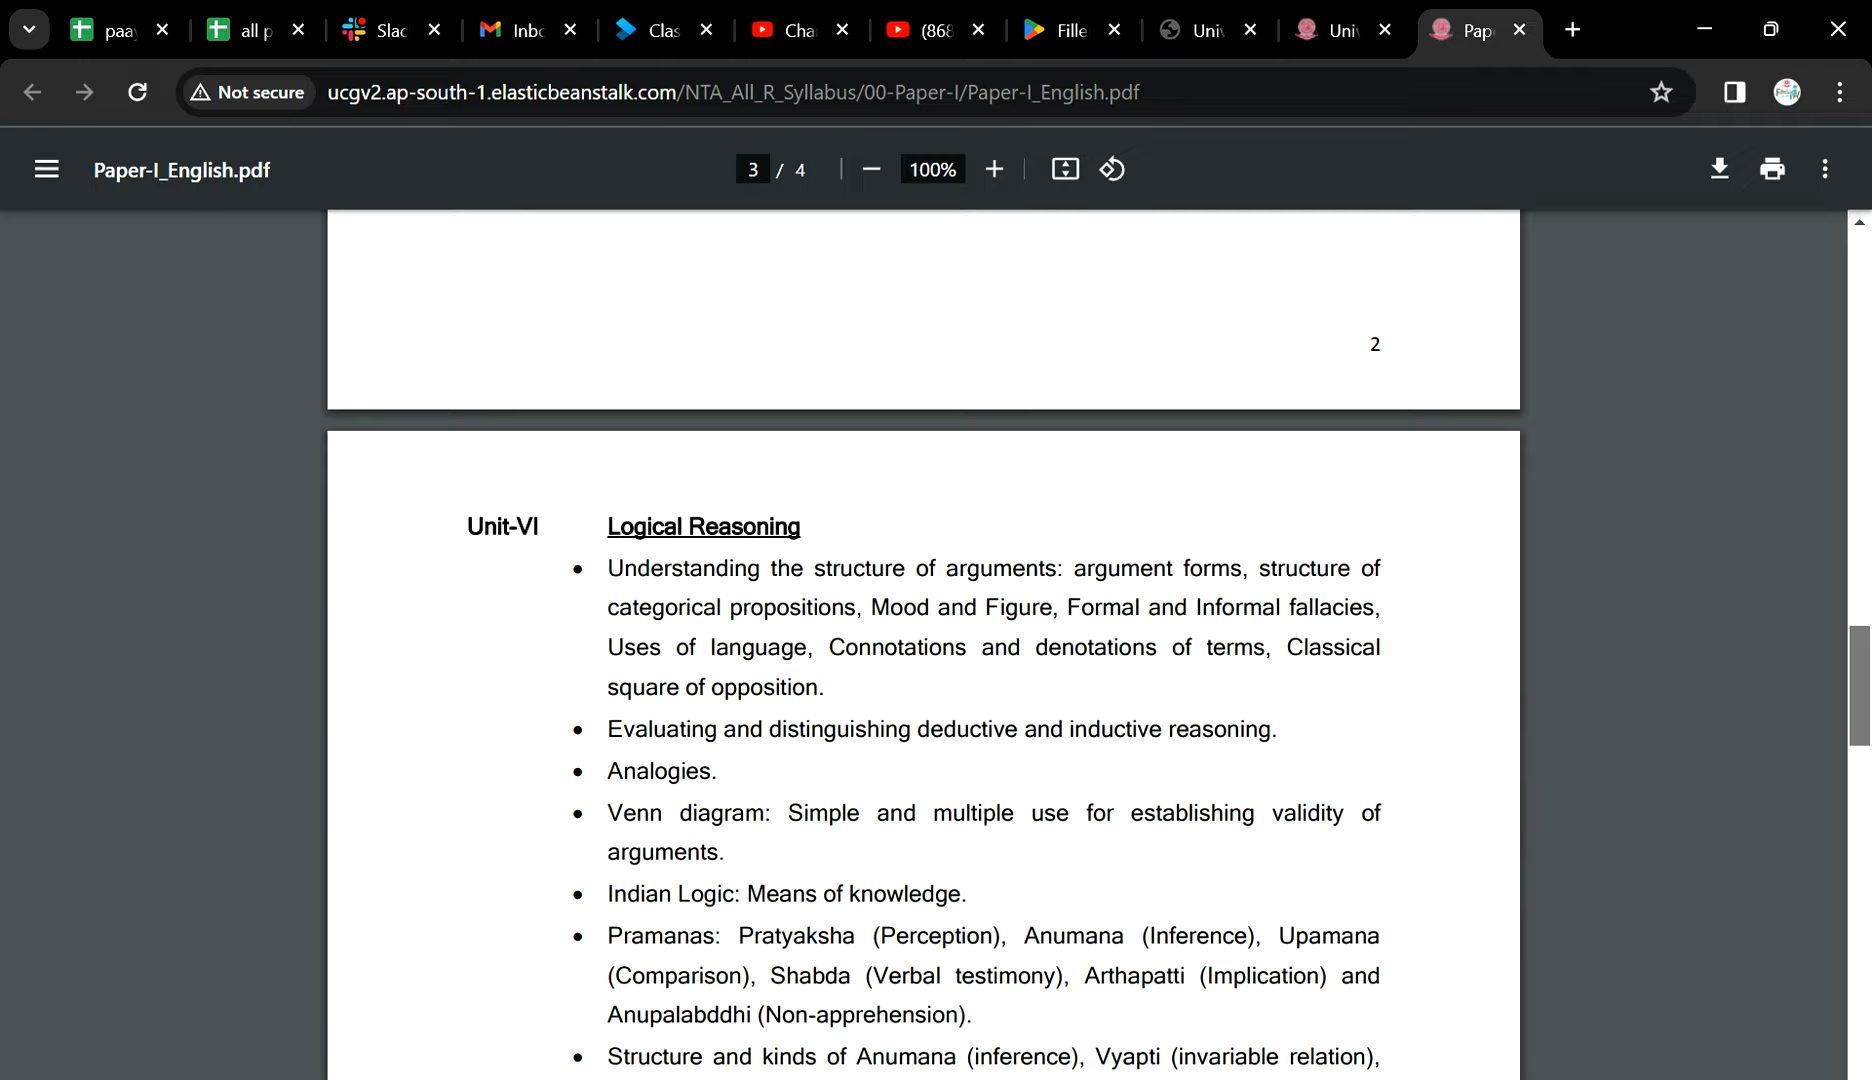 paa
all p
Slac
Inbo
Clas
Cha
(868
Fille
Univ
Univ
Pap
Not secure
ucgv2.ap-south-1.elasticbeanstalk.com/NTA_All_R_Syllabus/00-Paper-I/Paper-I_English.pdf
Paper-I_English.pdf
3 / 4
100%
2
Unit-VI Logical Reasoning
• Understanding the structure of arguments: argument forms, structure of
categorical propositions, Mood and Figure, Formal and Informal fallacies,
Uses of language, Connotations and denotations of terms, Classical
square of opposition.
• Evaluating and distinguishing deductive and inductive reasoning.
• Analogies.
• Venn diagram: Simple and multiple use for establishing validity of
arguments.
• Indian Logic: Means of knowledge.
• Pramanas: Pratyaksha (Perception), Anumana (Inference), Upamana
(Comparison), Shabda (Verbal testimony), Arthapatti (Implication) and
Anupalabddhi (Non-apprehension).
• Structure and kinds of Anumana (inference), Vyapti (invariable relation),